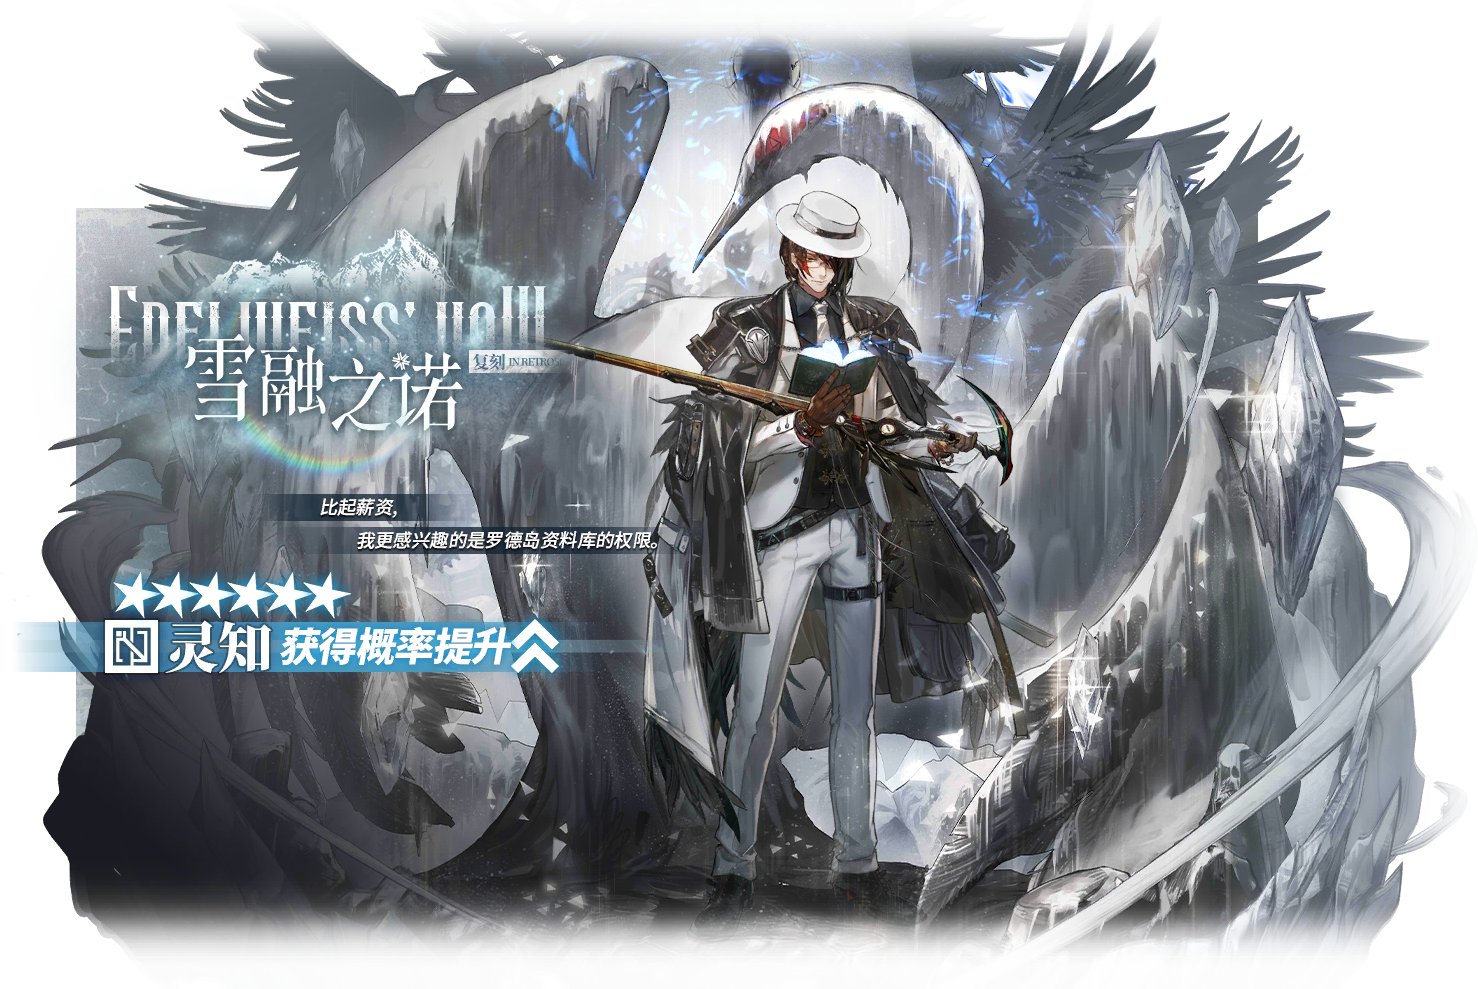 EDELWEISS' VOW
雪融之诺
复刻 IN RETRO
比起薪资,
我更感兴趣的是罗德岛资料库的权限。
灵知 获得概率提升